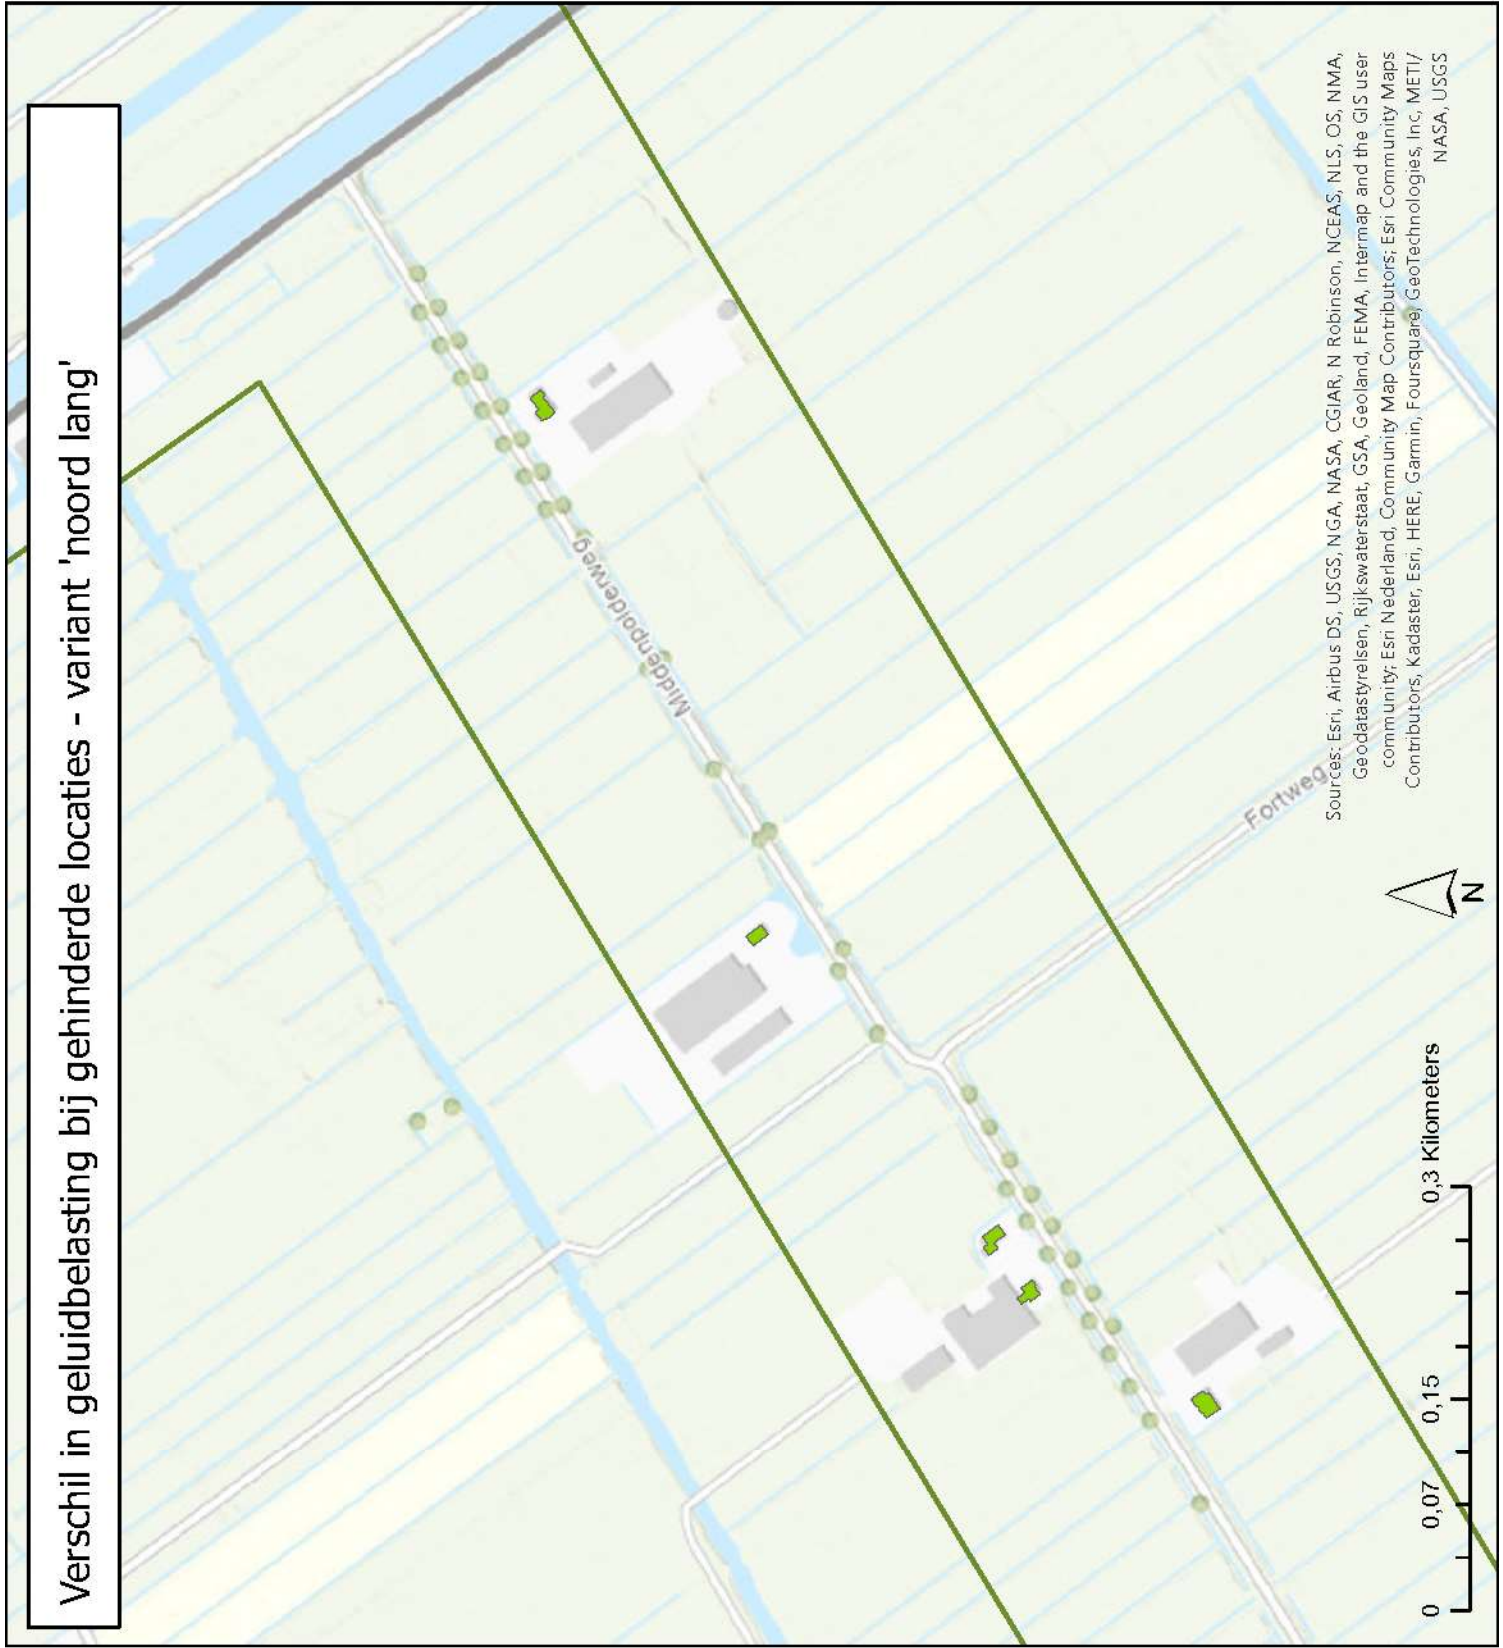 Verschil in geluidbelasting bij gehinderde locaties - variant 'noord lang'
Middenpolderweg
Fortweg
Sources: Esri, Airbus DS, USGS, NGA, NASA, CGIAR, N Robinson, NCEAS, NLS, OS, NMA,
Geodatastyrelsen, Rijkswaterstaat, GSA, Geoland, FEMA, Intermap and the GIS user
community; Esri Nederland, Community Map Contributors; Esri Community Maps
Contributors, Kadaster, Esri, HERE, Garmin, Foursquare, GeoTechnologies, Inc, METI/
NASA, USGS
N
0 0,07 0,15 0,3 Kilometers